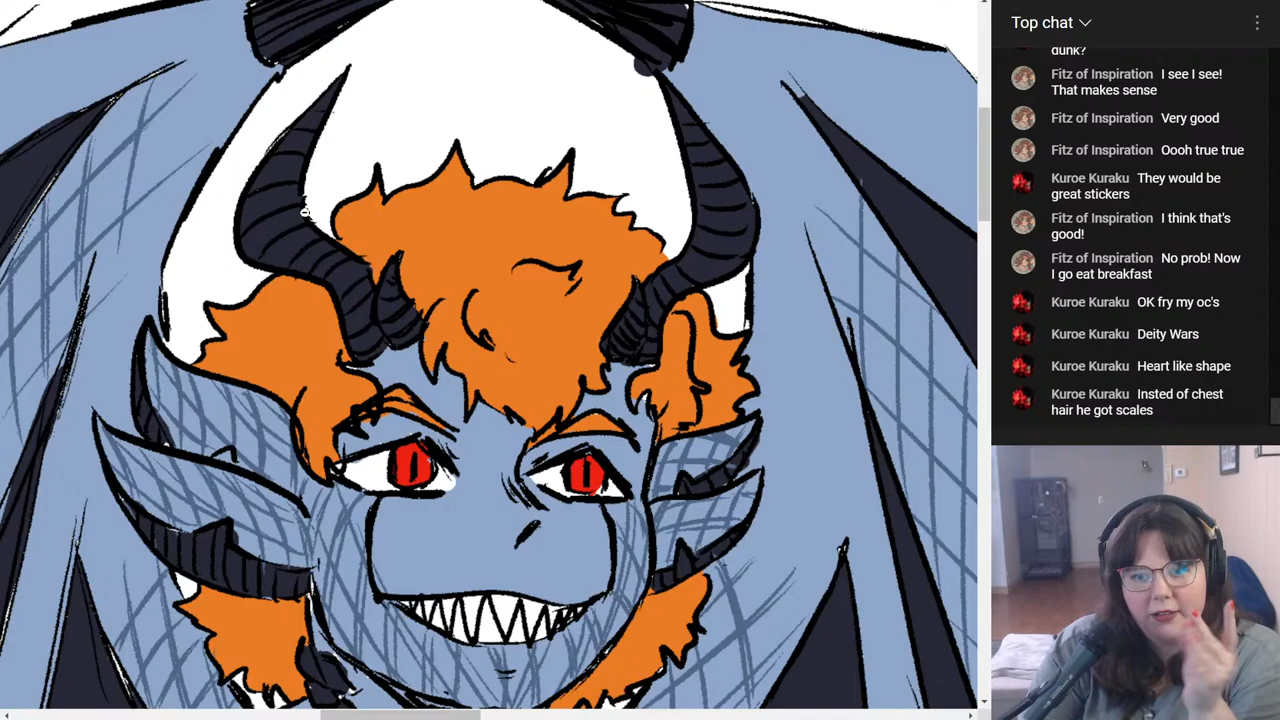 Top chat
dunk?
Fitz of Inspiration I see I see!
That makes sense
Fitz of Inspiration Very good
Fitz of Inspiration Oooh true true
Kuroe Kuraku They would be
great stickers
Fitz of Inspiration I think that's
good!
Fitz of Inspiration No prob! Now
I go eat breakfast
Kuroe Kuraku OK fry my oc's
Kuroe Kuraku Deity Wars
Kuroe Kuraku Heart like shape
Kuroe Kuraku Insted of chest
hair he got scales